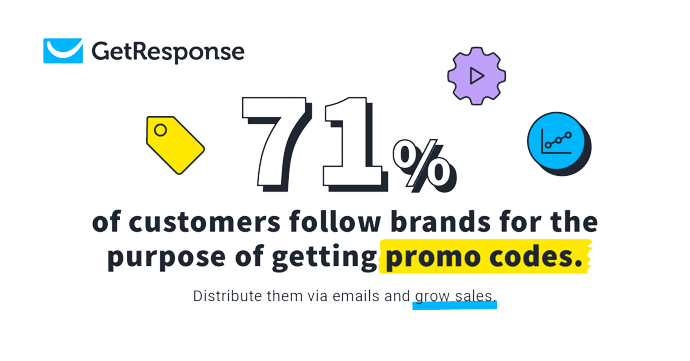 GetResponse
71%
of customers follow brands for the
purpose of getting promo codes.
Distribute them via emails and grow sales.